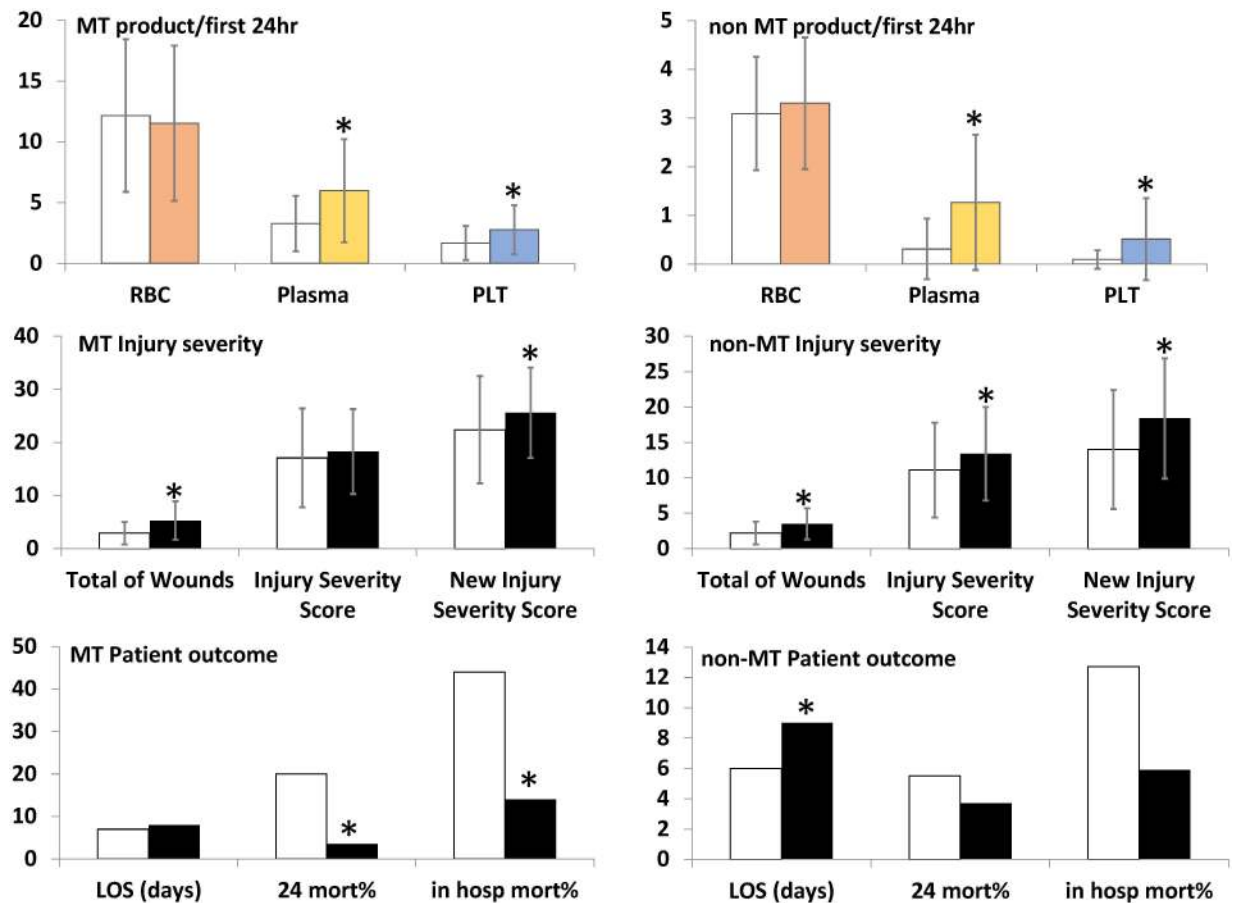 MT product/first 24hr
20
15
10
5
0
*
*
RBC
Plasma
PLT
non MT product/first 24hr
5
4
3
2
1
0
*
*
RBC
Plasma
PLT
MT Injury severity
40
30
20
10
0
*
*
Total of Wounds
Injury Severity
Score
New Injury
Severity Score
non-MT Injury severity
30
25
20
15
10
5
0
*
*
*
Total of Wounds
Injury Severity
Score
New Injury
Severity Score
MT Patient outcome
50
40
30
20
10
0
*
*
LOS (days)
24 mort%
in hosp mort%
non-MT Patient outcome
14
12
10
8
6
4
2
0
*
LOS (days)
24 mort%
in hosp mort%